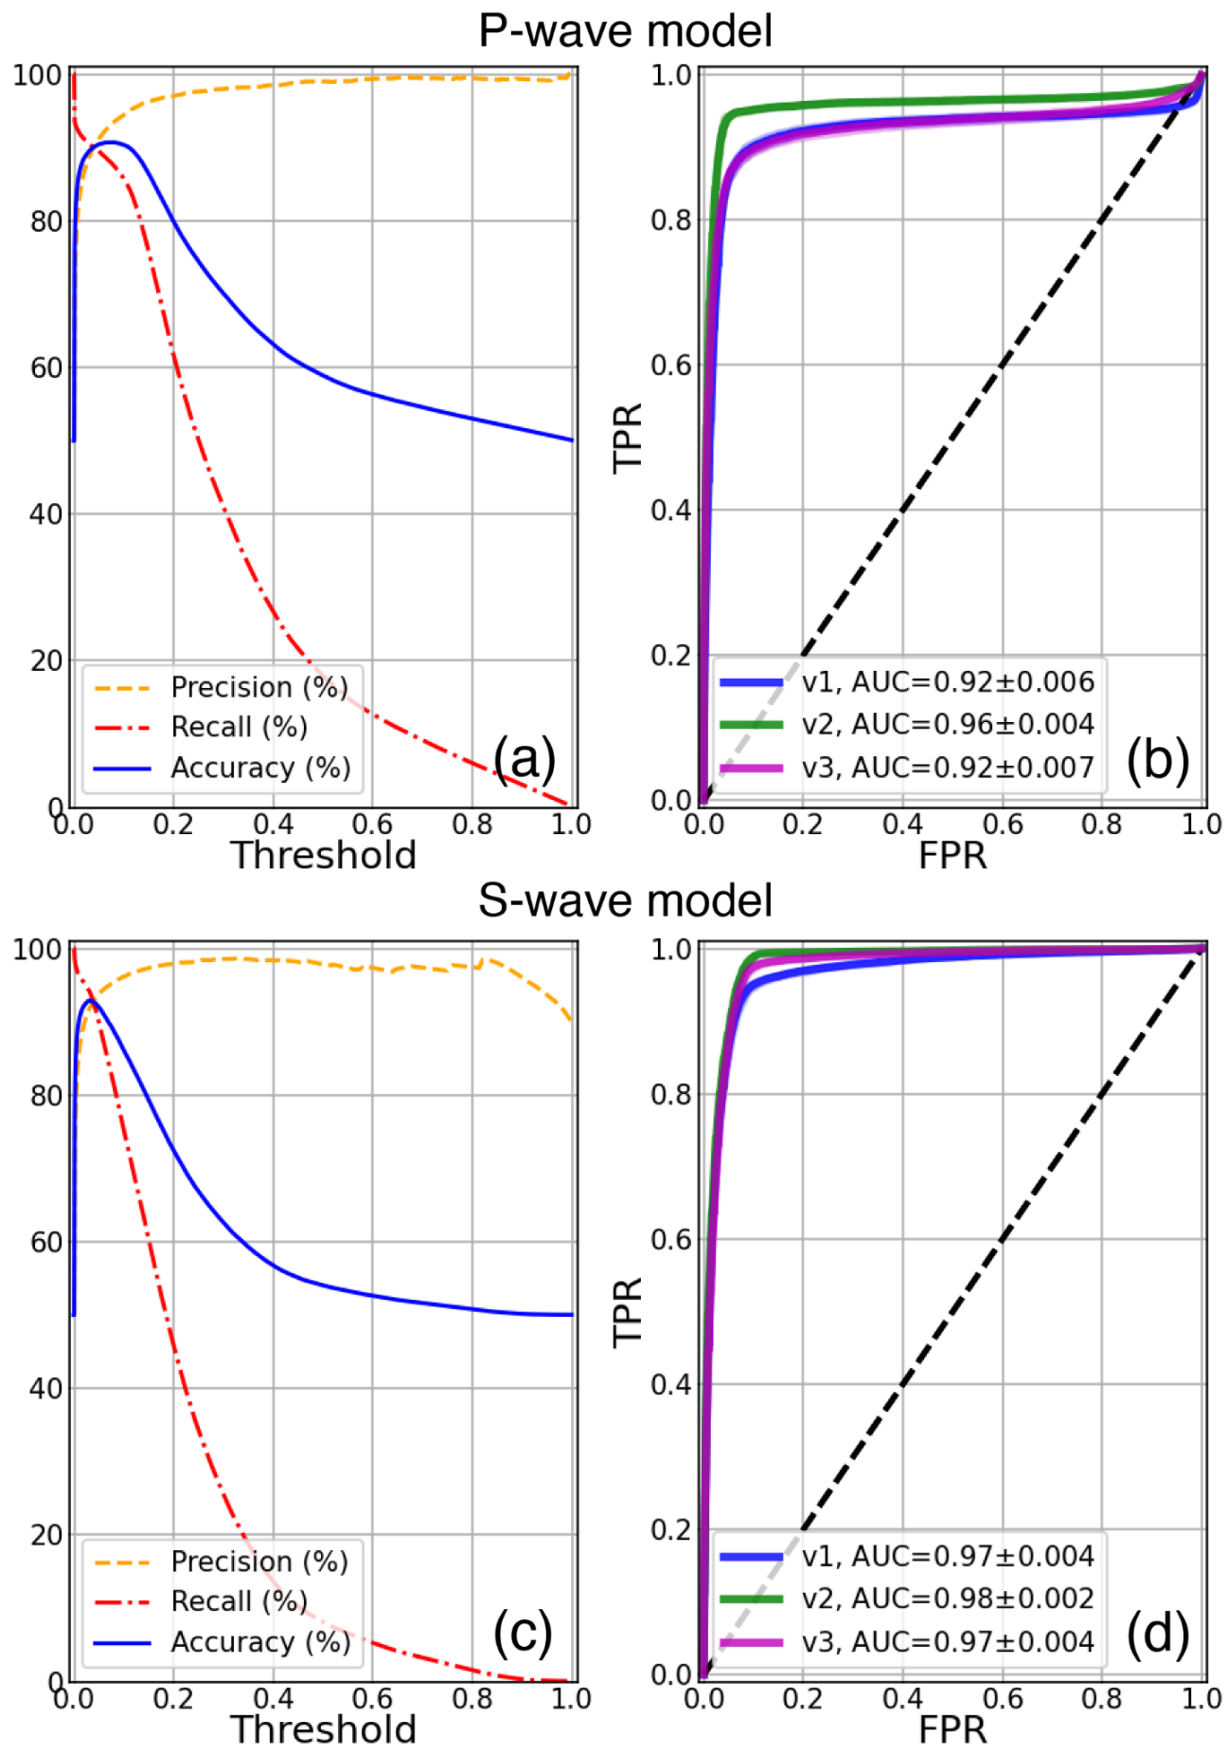 P-wave model
100
80
60
40
20
0
Precision (%)
Recall (%)
Accuracy (%)
(a)
0.0 0.2 0.4 0.6 0.8 1.0
Threshold
1.0
0.8
0.6
0.4
0.2
0.0
TPR
v1, AUC=0.92±0.006
v2, AUC=0.96±0.004
v3, AUC=0.92±0.007
(b)
0.0 0.2 0.4 0.6 0.8 1.0
FPR
S-wave model
100
80
60
40
20
0
Precision (%)
Recall (%)
Accuracy (%)
(c)
0.0 0.2 0.4 0.6 0.8 1.0
Threshold
1.0
0.8
0.6
0.4
0.2
0.0
TPR
v1, AUC=0.97±0.004
v2, AUC=0.98±0.002
v3, AUC=0.97±0.004
(d)
0.0 0.2 0.4 0.6 0.8 1.0
FPR